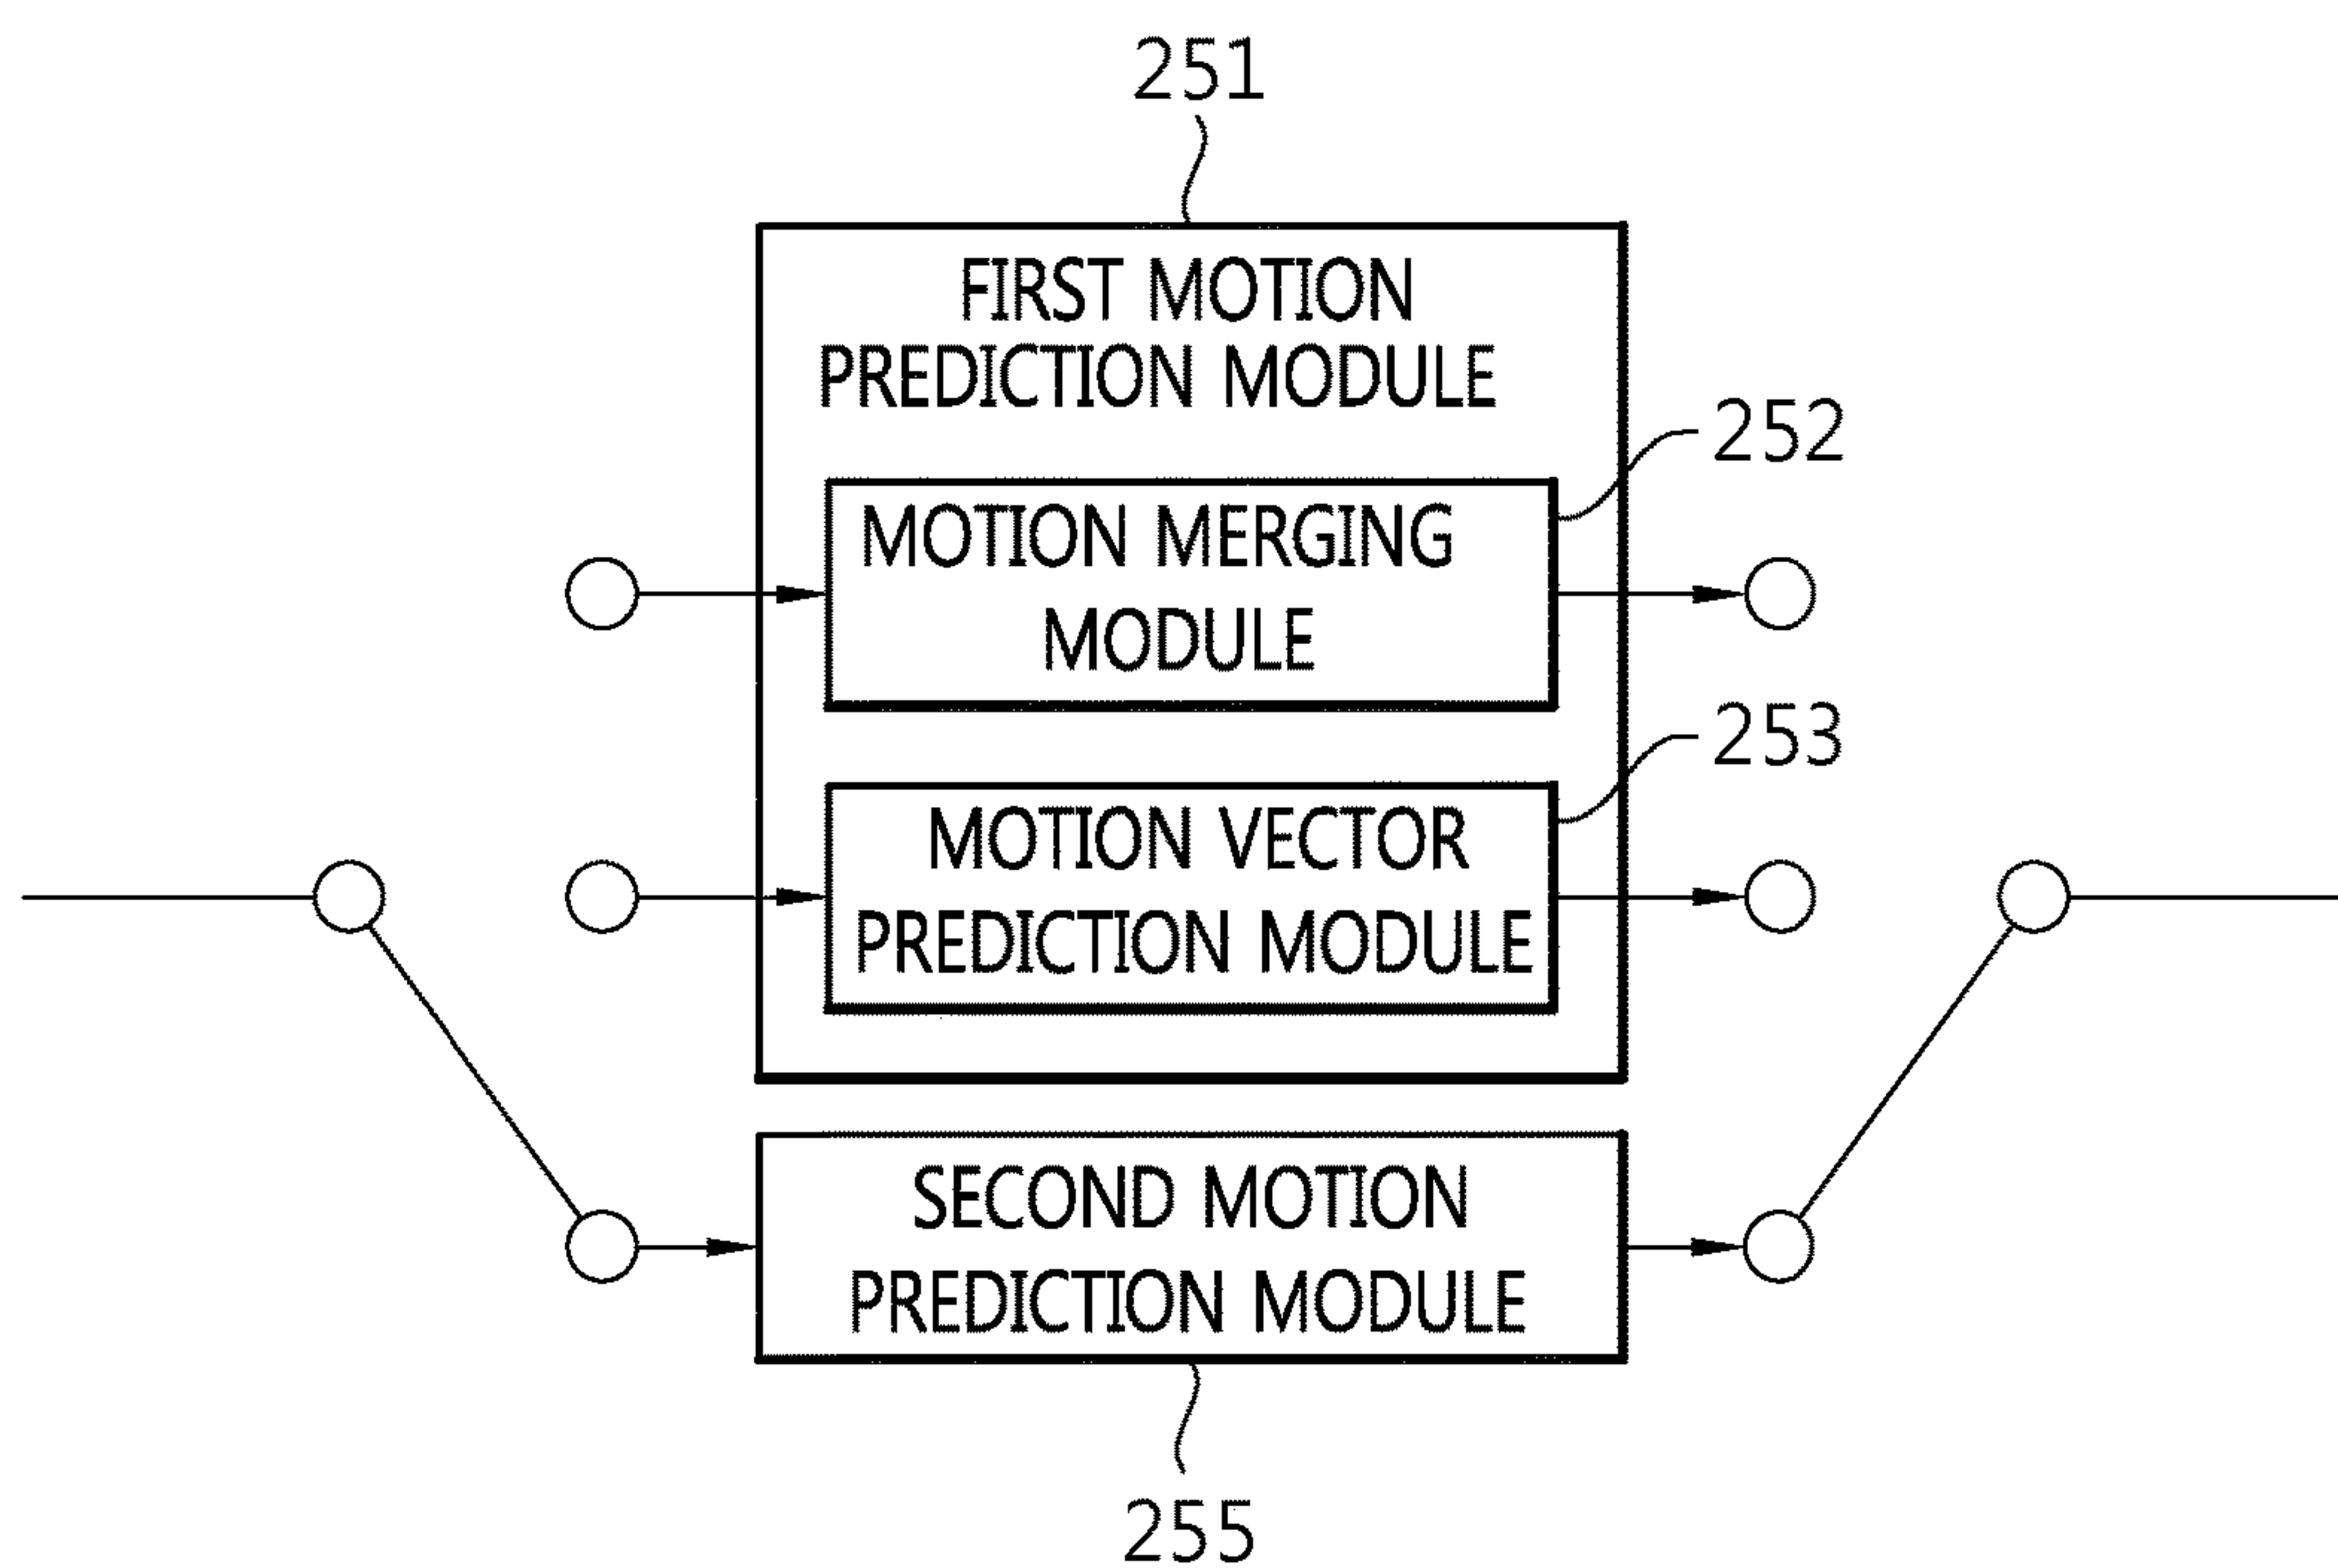 251
FIRST MOTION
PREDICTION MODULE
252
MOTION MERGING
MODULE
253
MOTION VECTOR
PREDICTION MODULE
SECOND MOTION
PREDICTION MODULE
255